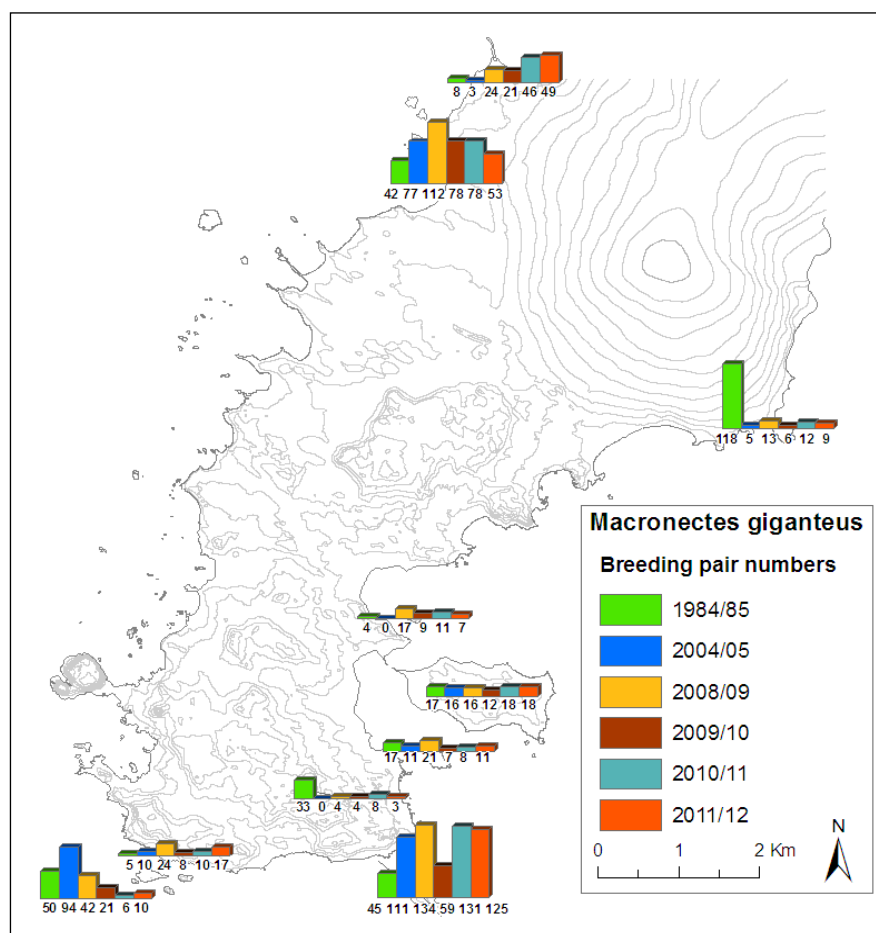 8 3 24 21 46 49
42 77 112 78 78 53
118 5 13 6 12 9
4 0 17 9 11 7
17 16 16 12 18 18
17 11 21 7 8 11
33 0 4 4 8 3
5 10 24 8 10 17
50 94 42 21 6 10
45 111 134 59 131 125
Macronectes giganteus
Breeding pair numbers
1984/85
2004/05
2008/09
2009/10
2010/11
2011/12
N
0 1 2 Km